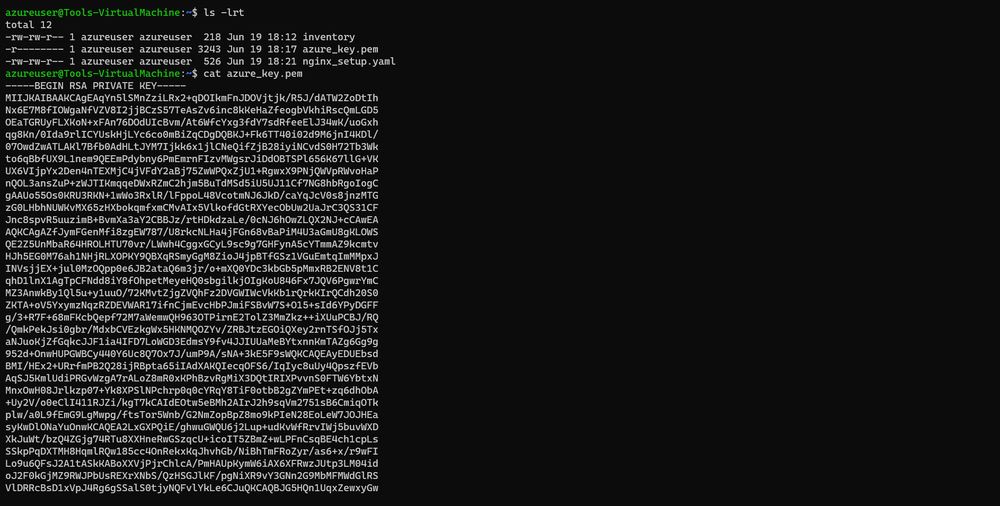 azureuser@Tools-VirtualMachine:~$ ls -lrt
total 12
-rw-rw-r-- 1 azureuser azureuser  218 Jun 19 18:12 inventory
-r-------- 1 azureuser azureuser 3243 Jun 19 18:17 azure_key.pem
-rw-rw-r-- 1 azureuser azureuser  526 Jun 19 18:21 nginx_setup.yaml
azureuser@Tools-VirtualMachine:~$ cat azure_key.pem
-----BEGIN RSA PRIVATE KEY-----
MIIJKAIBAAKCAgEAqYn5lSMnZziLRx2+qDOIkmFnJDOVjtjk/R5J/dATW2ZoDtIh
Nx6E7M8fIOWgaNfVZV8I2jjBCzS57TeAsZv6inc8kKeHaZfeogbVkhiRscQmLGD5
OEaTGRUyFLXKoN+xFAn76DOdUIcBvm/At6WfcYxg3fdY7sdRfeeElJ34wK/uoGxh
qg8Kn/0Ida9rlICYUskHjLYc6co0mBiZqCDgDQBKJ+Fk6TT40i02d9M6jnI4KDl/
07OwdZwATLAKl7Bfb0AdHLtJYM7Ijkk6x1jlCNeQifZjB28iyiNCvdS0H72Tb3Wk
to6qBbfUX9L1nem9QEEmPdybny6PmEmrnFIzvMWgsrJiDdOBTSPl656K67llG+VK
UX6VIjpYx2Den4nTEXMjC4jVFdY2aBj75ZwWPQxZjU1+RgwxX9PNjQWVpRWvoHaP
nQOL3ansZuP+zWJTIKmqqeDWxRZmC2hjm5BuTdMSd5iU5UJ11Cf7NG8hbRgoIogC
gAAUo55Os0KRU3RKN+1wWo3RxlR/lFppoL48VcotmNJ6JkD/caYqJcV0s8jnzMTG
zG0LHbhNUWKvMX65zHXbokqmfxmCMvAIx5VlkofdGtRXYecObUw2UaJrC3QS31CF
Jnc8spvR5uuzimB+BvmXa3aY2CBBJz/rtHDkdzaLe/0cNJ6hOwZLQX2NJ+cCAwEA
AQKCAgAZfJymFGenMfi8zgEW787/U8rkcNLHa4jFGn68vBaPiM4U3aGmU8gKLOWS
QE2Z5UnMbaR64HROLHTU70vr/LWwh4CggxGCyL9sc9g7GHFynA5cYTmmAZ9kcmtv
HJh5EG0M76ah1NHjRLXOPKY9QBXqRSmyGgM8ZioJ4jpBTfGSz1VGuEmtqImMMpxJ
INVsjjEX+jul0MzOQpp0e6JB2ataQ6m3jr/o+mXQ0YDc3kbGb5pMmxRB2ENV8t1C
qhD1lnX1AgTpCFNdd8iY8fOhpetMeyeHQ0sbgilkjOIgKoU846Fx7JQV6PgwrYmC
MZ3AnwkBy1Ql5u+y1uuO/72KMvtZjgZVQhFz2DVGWIWcVkKb1rQrkKIrQCdh20S0
ZKTA+oV5YxymzNqzRZDEVWAR17ifnCjmEvcHbPJmiFSBvW7S+O15+sId6YPyDGFF
g/3+R7F+68mFKcbQepf72M7aWemwQH963OTPirnE2TolZ3MmZkz++iXUuPCBJ/RQ
/QmkPekJsi0gbr/MdxbCVEzkgWx5HKNMQOZYv/ZRBJtzEGOiQXey2rnTSfOJj5Tx
aNJuoKjZfGqkcJJF1ia4IFD7LoWGD3EdmsY9fv4JJIUUaMeBYtxnnKmTAZg6Gg9g
952d+OnwHUPGWBCy440Y6Uc8Q7Ox7J/umP9A/sNA+3kE5F9sWQKCAQEAyEDUEbsd
BMI/HEx2+URrfmPB2Q28ijRBpta65iIAdXAKQIecqOFS6/IqIyc8uUy4QpszfEVb
AqSJ5KmlUdiPRGvWzgA7rALoZ8mR0xKPhBzvRgMiX3DQtIRIXPvvnS0FTW6YbtxN
MnxOwH08Jrlkzp07+Yk8XPSlNPchrp0q0cYRqY8TiF0otbB2gZYmPEt+zq6dhObA
+Uy2V/o0eClI411RJZi/kgT7kCAIdEOtw5eBMh2AIrJ2h9sqVm2751sB6CmiqOTk
plw/a0L9fEmG9LgMwpg/ftsTor5Wnb/G2NmZopBpZ8mo9kPIeN28EoLeW7JOJHEa
syKwDlONaYuOnwKCAQEA2LxGXPQiE/ghwuGWQU6j2Lup+udKvWfRrvIWj5buvWXD
XkJuWt/bzQ4ZGjg74RTu8XXHneRwGSzqcU+icoIT5ZBmZ+wLPFnCsqBE4ch1cpLs
SSkpPqDXTMH8HqmlRQw185cc4OnRekxKqJhvhGb/NiBhTmFRoZyr/as6+x/r9wFI
Lo9u6QFsJ2A1tASkKABoXXVjPjrChlcA/PmHAUpKymW6iAX6XFRwzJUtp3LM04id
oJ2F0kGjMZ9RWJPbUsREXrXNbS/QzHSGJlKF/pgNiXR9vY3GNn2G9MbMFMWdGlRS
VlDRRcBsD1xVpJ4Rg6gSSalS0tjyNQFvlYkLe6CJuQKCAQBJG5HQn1UqxZewxyGw